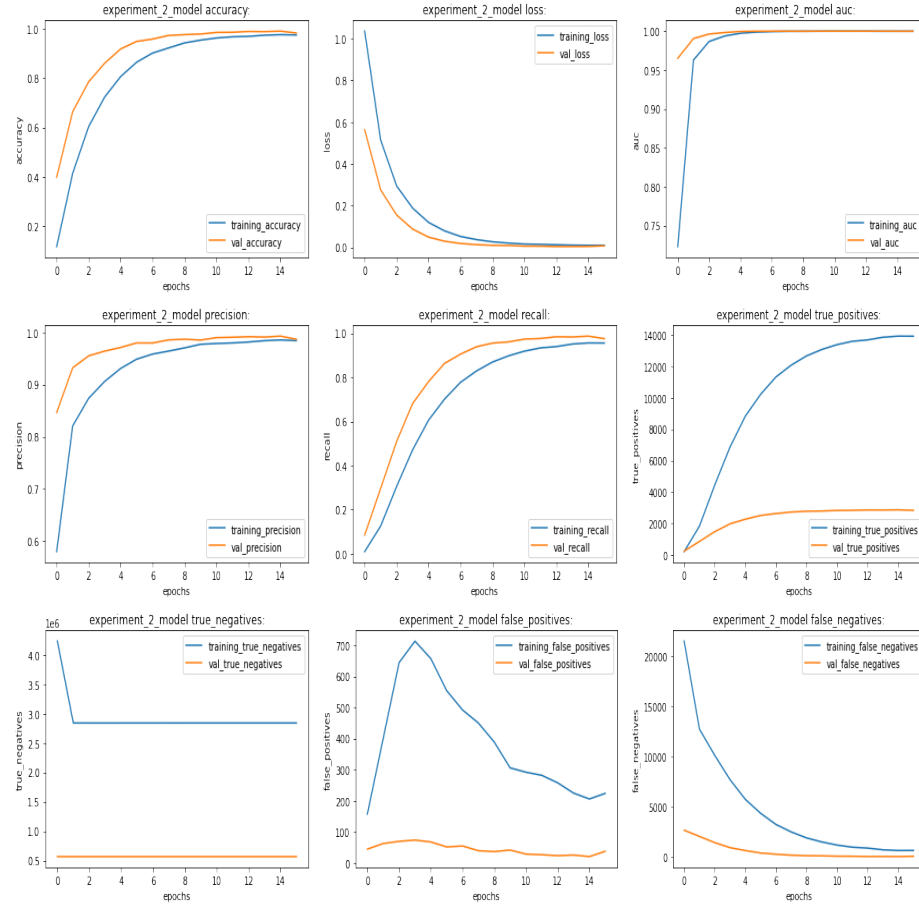 experiment_2_model accuracy:
1.0
0.8
0.6
0.4
0.2
accuracy
training_accuracy
val_accuracy
0 2 4 6 8 10 12 14
epochs
experiment_2_model loss:
1.0
0.8
0.6
0.4
0.2
0.0
loss
training_loss
val_loss
0 2 4 6 8 10 12 14
epochs
experiment_2_model auc:
1.00
0.95
0.90
0.85
0.80
0.75
auc
training_auc
val_auc
0 2 4 6 8 10 12 14
epochs
experiment_2_model precision:
1.0
0.9
0.8
0.7
0.6
precision
training_precision
val_precision
0 2 4 6 8 10 12 14
epochs
experiment_2_model recall:
1.0
0.8
0.6
0.4
0.2
0.0
recall
training_recall
val_recall
0 2 4 6 8 10 12 14
epochs
experiment_2_model true_positives:
14000
12000
10000
8000
6000
4000
2000
0
true_positives
training_true_positives
val_true_positives
0 2 4 6 8 10 12 14
epochs
experiment_2_model true_negatives:
1e6
4.0
3.5
3.0
2.5
2.0
1.5
1.0
0.5
true_negatives
training_true_negatives
val_true_negatives
0 2 4 6 8 10 12 14
epochs
experiment_2_model false_positives:
700
600
500
400
300
200
100
0
false_positives
training_false_positives
val_false_positives
0 2 4 6 8 10 12 14
epochs
experiment_2_model false_negatives:
20000
15000
10000
5000
0
false_negatives
training_false_negatives
val_false_negatives
0 2 4 6 8 10 12 14
epochs